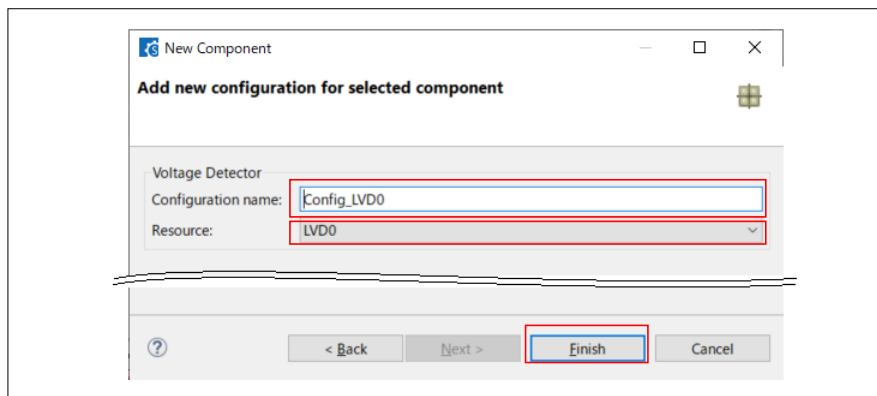 New Component
Add new configuration for selected component
Voltage Detector
Configuration name: Config_LVD0
Resource: LVD0
< Back Next > Finish Cancel